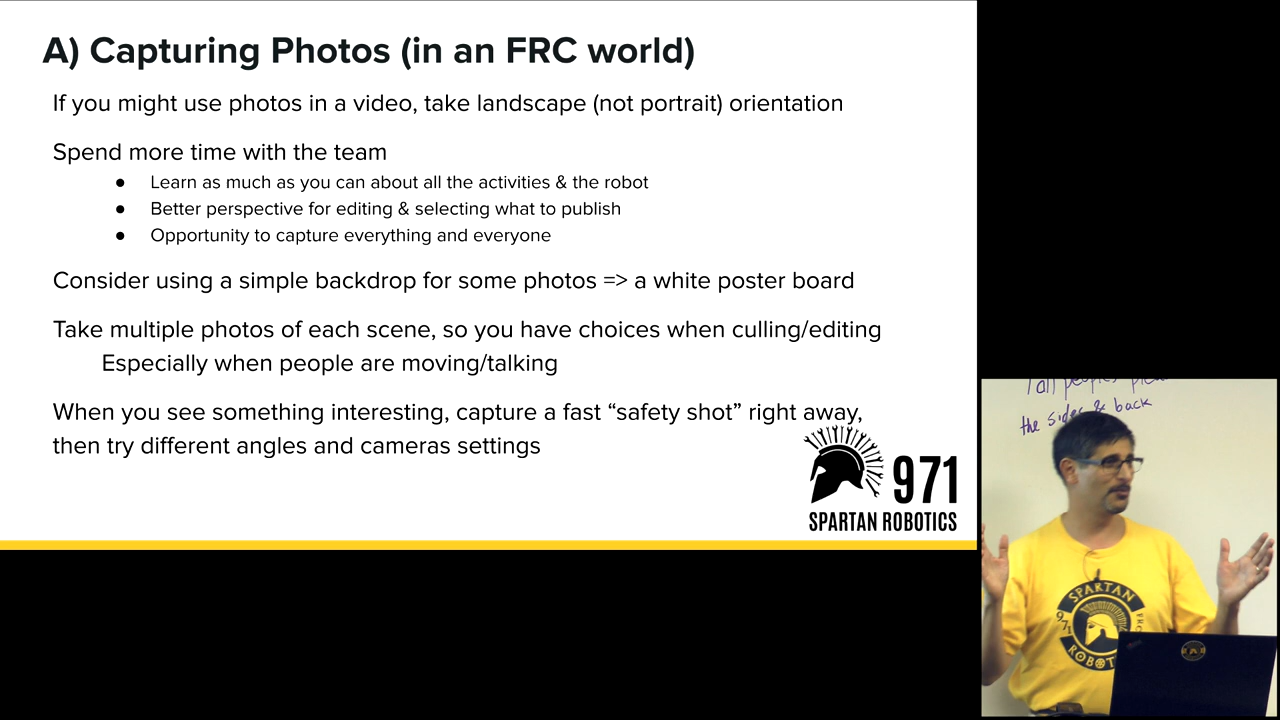 A) Capturing Photos (in an FRC world)
If you might use photos in a video, take landscape (not portrait) orientation
Spend more time with the team
● Learn as much as you can about all the activities & the robot
● Better perspective for editing & selecting what to publish
● Opportunity to capture everything and everyone
Consider using a simple backdrop for some photos => a white poster board
Take multiple photos of each scene, so you have choices when culling/editing
Especially when people are moving/talking
When you see something interesting, capture a fast “safety shot” right away,
then try different angles and cameras settings
971
SPARTAN ROBOTICS
the sides & back
SPARTAN
971